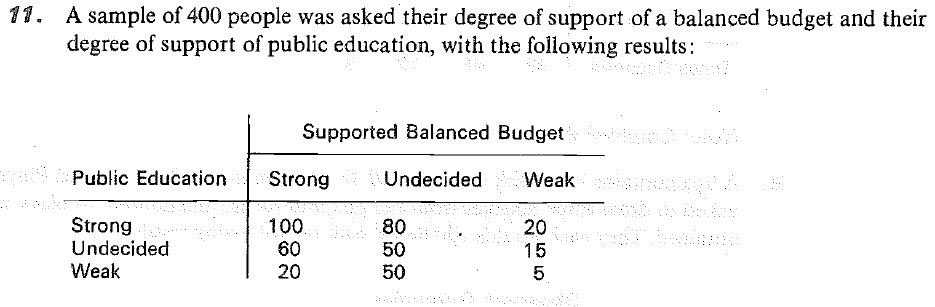 11. A sample of 400 people was asked their degree of support of a balanced budget and their
degree of support of public education, with the following results:
Supported Balanced Budget
Public Education Strong Undecided Weak
Strong 100 80 20
Undecided 60 50 15
Weak 20 50 5